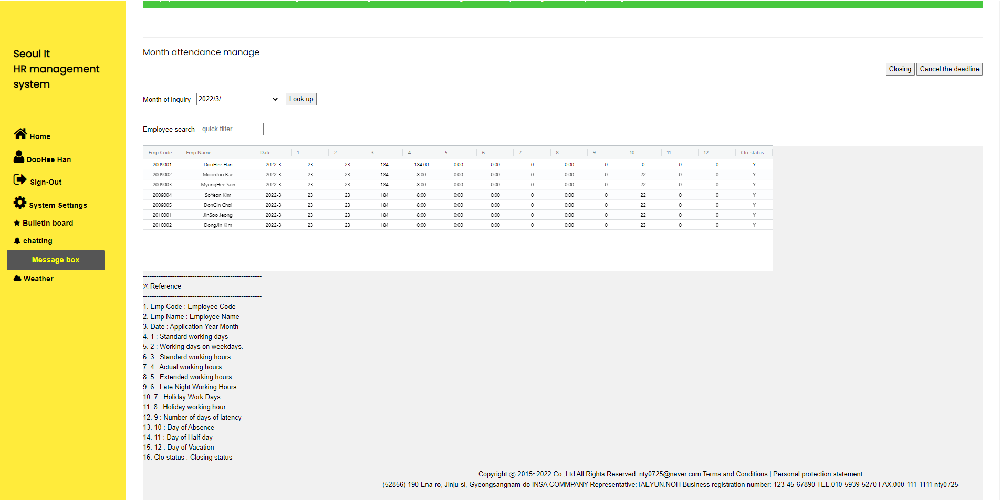 Seoul It
HR management
system
Home
DooHee Han
Sign-Out
System Settings
Bulletin board
chatting
Message box
Weather
Month attendance manage
Closing Cancel the deadline
Month of inquiry 2022/3/ Look up
Employee search quick filter...
Emp Code Emp Name Date 1 2 3 4 5 6 7 8 9 10 11 12 Clo-status
2009001 DooHee Han 2022-3 23 23 184 184:00 0:00 0:00 0 0:00 0 0 0 0 Y
2009002 MoonJoo Bae 2022-3 23 23 184 8:00 0:00 0:00 0 0:00 0 22 0 0 Y
2009003 MyungHee Son 2022-3 23 23 184 8:00 0:00 0:00 0 0:00 0 22 0 0 Y
2009004 SoYeon Kim 2022-3 23 23 184 8:00 0:00 0:00 0 0:00 0 22 0 0 Y
2009005 DonGin Choi 2022-3 23 23 184 8:00 0:00 0:00 0 0:00 0 22 0 0 Y
2010001 JinSoo Jeong 2022-3 23 23 184 8:00 0:00 0:00 0 0:00 0 22 0 0 Y
2010002 DongJin Kim 2022-3 23 23 184 0:00 0:00 0:00 0 0:00 0 23 0 0 Y
-----------------------------------------------------
※ Reference
-----------------------------------------------------
1. Emp Code : Employee Code
2. Emp Name : Employee Name
3. Date : Application Year Month
4. 1 : Standard working days
5. 2 : Working days on weekdays.
6. 3 : Standard working hours
7. 4 : Actual working hours
8. 5 : Extended working hours
9. 6 : Late Night Working Hours
10. 7 : Holiday Work Days
11. 8 : Holiday working hour
12. 9 : Number of days of latency
13. 10 : Day of Absence
14. 11 : Day of Half day
15. 12 : Day of Vacation
16. Clo-status : Closing status
Copyright ⓒ 2015~2022 Co.,Ltd All Rights Reserved. nty0725@naver.com Terms and Conditions | Personal protection statement
(52856) 190 Ena-ro, Jinju-si, Gyeongsangnam-do INSA COMMPANY Representative:TAEYUN.NOH Business registration number: 123-45-67890 TEL.010-5939-5270 FAX.000-111-1111 nty0725